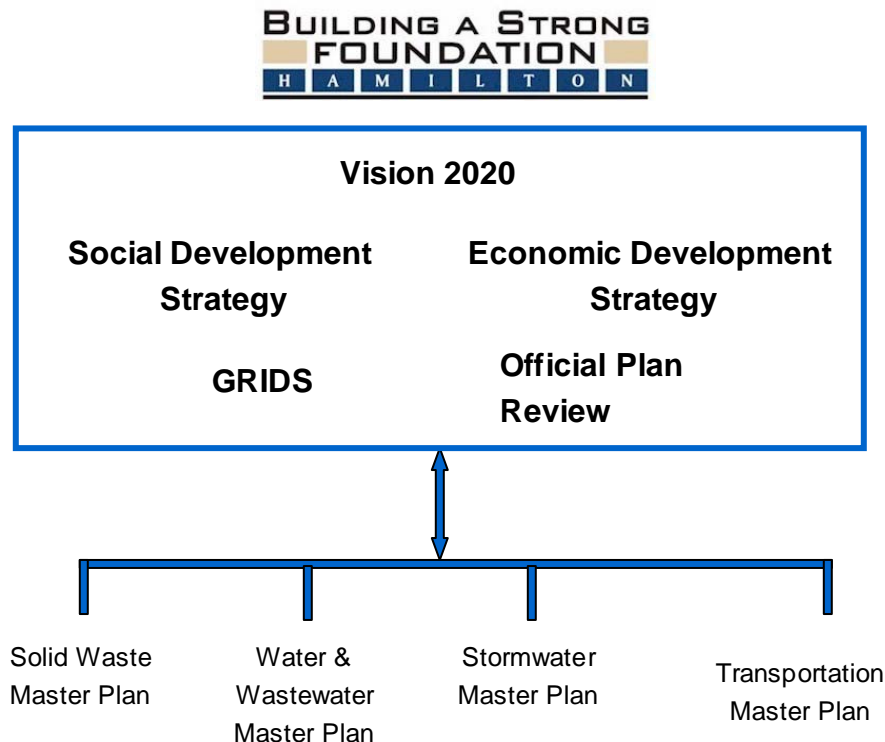 BUILDING A STRONG
FOUNDATION
HAMILTON
Vision 2020
Social Development
Strategy
Economic Development
Strategy
GRIDS
Official Plan
Review
Solid Waste
Master Plan
Water &
Wastewater
Master Plan
Stormwater
Master Plan
Transportation
Master Plan